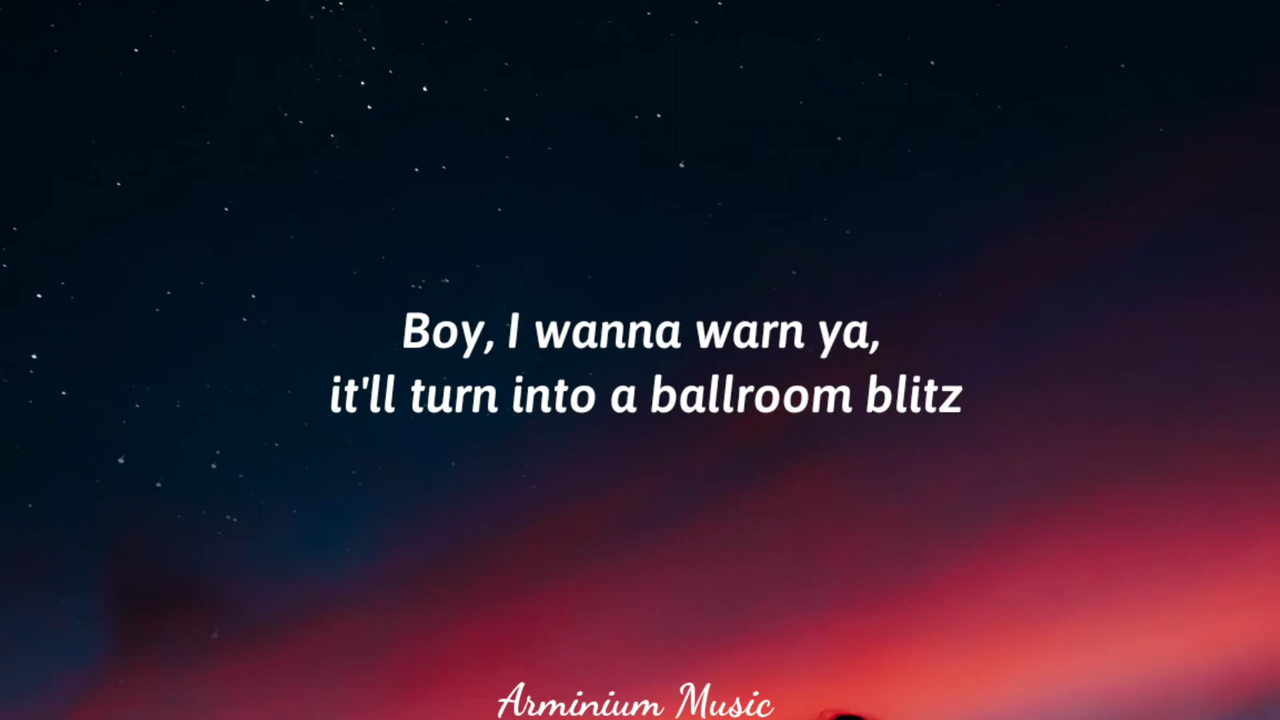 Boy, I wanna warn ya,
it'll turn into a ballroom blitz
Arminium Music